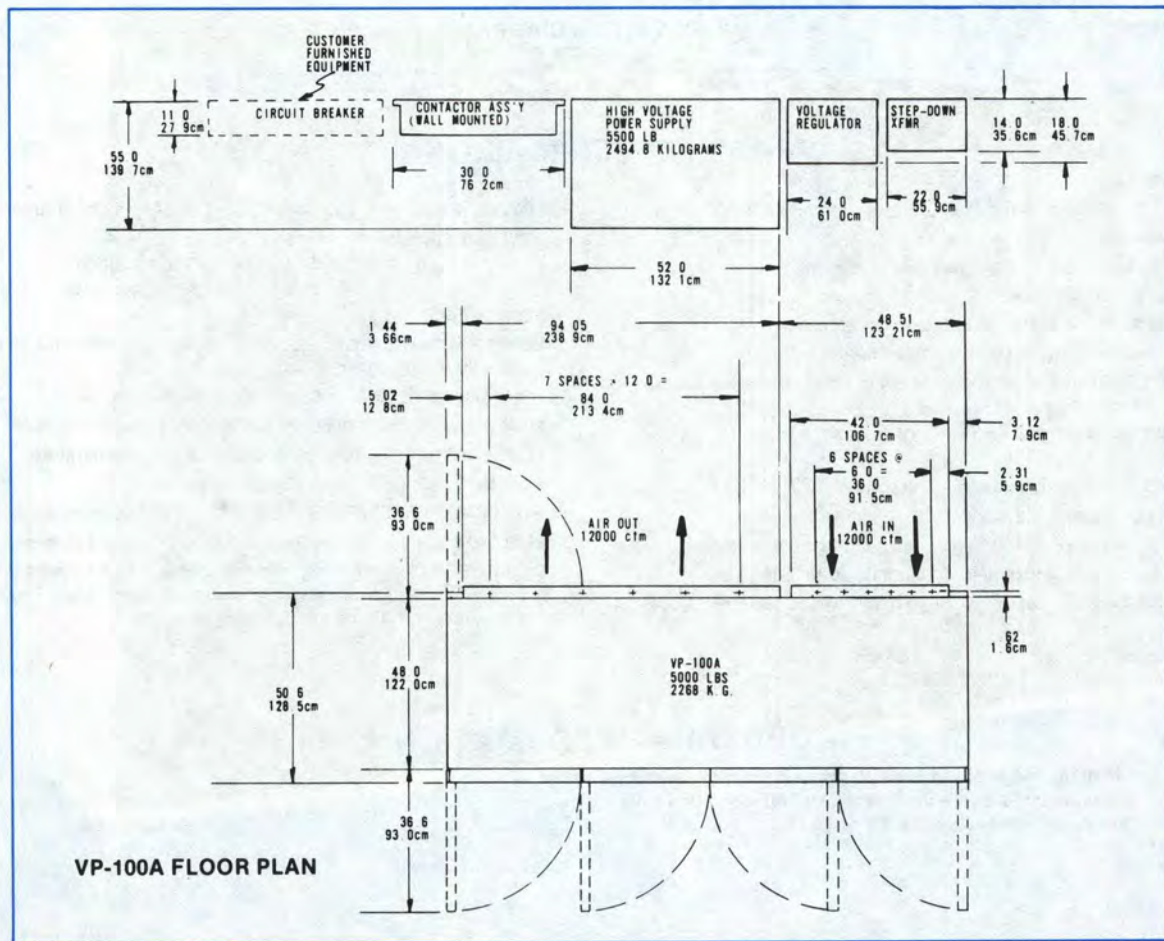 CUSTOMER
FURNISHED
EQUIPMENT
CIRCUIT BREAKER
CONTACTOR ASS'Y
(WALL MOUNTED)
HIGH VOLTAGE
POWER SUPPLY
5500 LB
2494.8 KILOGRAMS
VOLTAGE
REGULATOR
STEP-DOWN
XFMR
11 0
27.9cm
55 0
139 7cm
14.0
35.6cm
18.0
45.7cm
30 0
76 2cm
24.0
61 0cm
22 0
55.9cm
52 0
132 1cm
1 44
3 66cm
94 05
238 9cm
48 51
123 21cm
7 SPACES × 12 0 =
84 0
213 4cm
5 02
12 8cm
42.0
106.7cm
3.12
7.9cm
6 SPACES @
6 0 =
36 0
91.5cm
2.31
5.9cm
36 6
93 0cm
AIR OUT
12000 cfm
AIR IN
12000 cfm
62
1.6cm
48 0
122 0cm
50 6
128 5cm
VP-100A
5000 LBS
2268 K.G.
36 6
93 0cm
VP-100A FLOOR PLAN